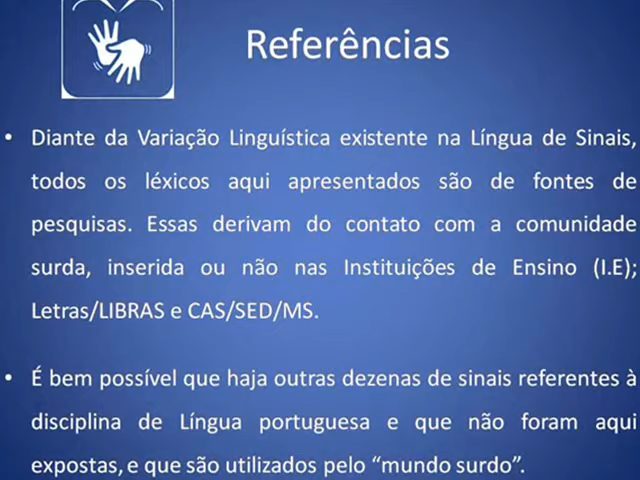 Referências
• Diante da Variação Linguística existente na Língua de Sinais,
todos os léxicos aqui apresentados são de fontes de
pesquisas. Essas derivam do contato com a comunidade
surda, inserida ou não nas Instituições de Ensino (I.E);
Letras/LIBRAS e CAS/SED/MS.
• É bem possível que haja outras dezenas de sinais referentes à
disciplina de Língua portuguesa e que não foram aqui
expostas, e que são utilizados pelo “mundo surdo”.